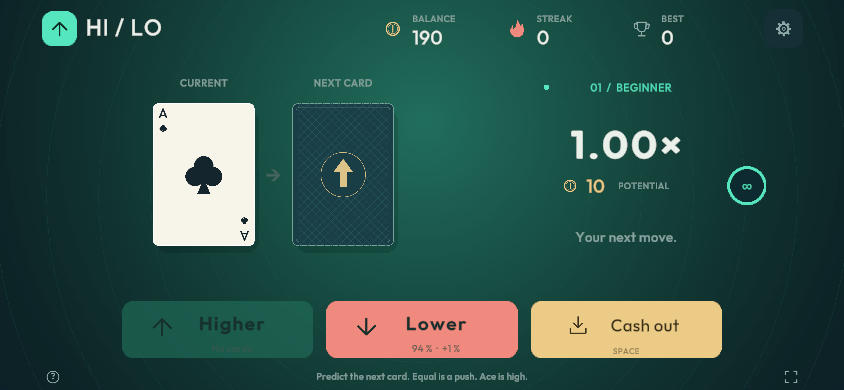 HI / LO
BALANCE
190
STREAK
0
BEST
0
CURRENT
NEXT CARD
01 / BEGINNER
A
1.00×
10 POTENTIAL
∞
A
Your next move.
Higher
Lower
94 % · +1 %
Cash out
SPACE
Predict the next card. Equal is a push. Ace is high.